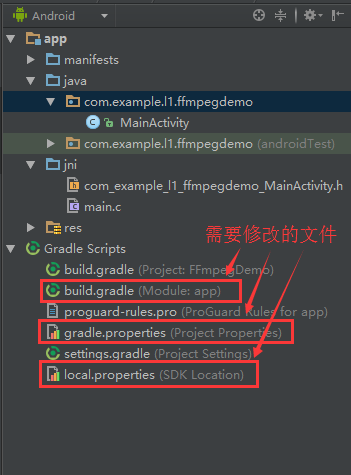 Android
app
manifests
java
com.example.l1.ffmpegdemo
MainActivity
com.example.l1.ffmpegdemo (androidTest)
jni
com_example_l1_ffmpegdemo_MainActivity.h
main.c
res
Gradle Scripts
需要修改的文件
build.gradle (Project: FFmpegDemo)
build.gradle (Module: app)
proguard-rules.pro (ProGuard Rules for app)
gradle.properties (Project Properties)
settings.gradle (Project Settings)
local.properties (SDK Location)